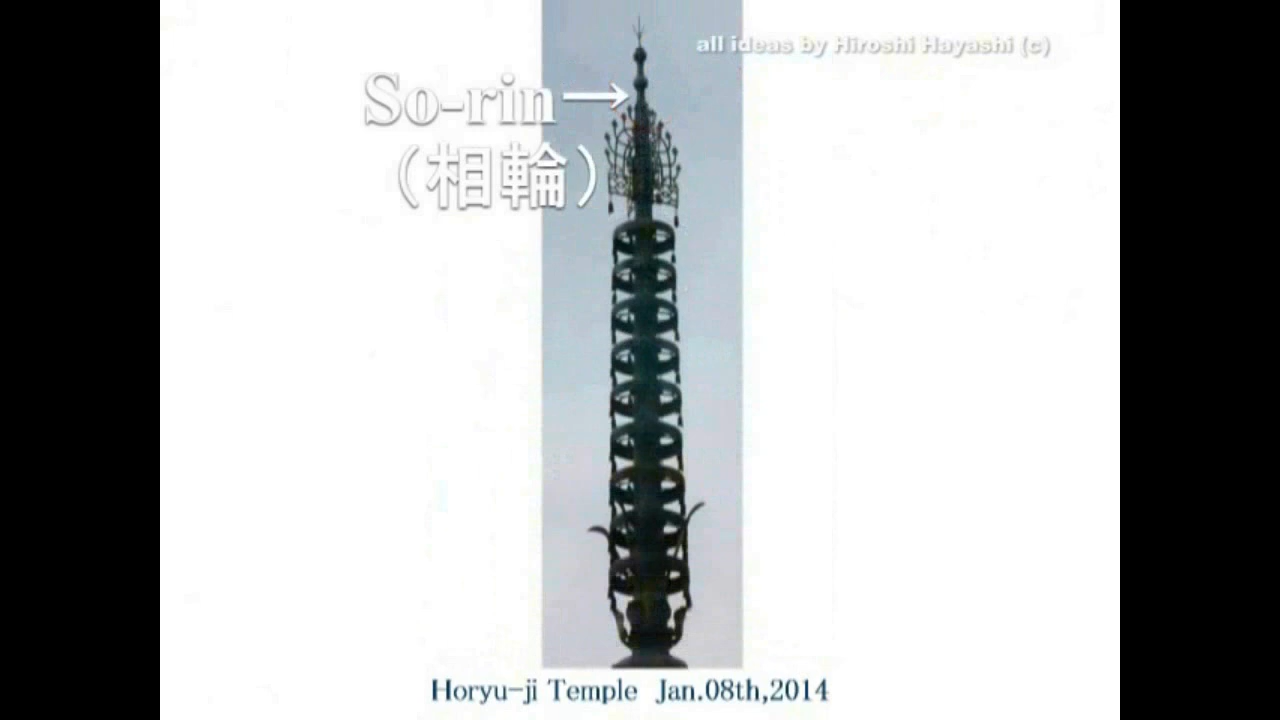 all ideas by Hiroshi Hayashi (c)
So-rin→
（相輪）
Horyu-ji Temple Jan.08th,2014